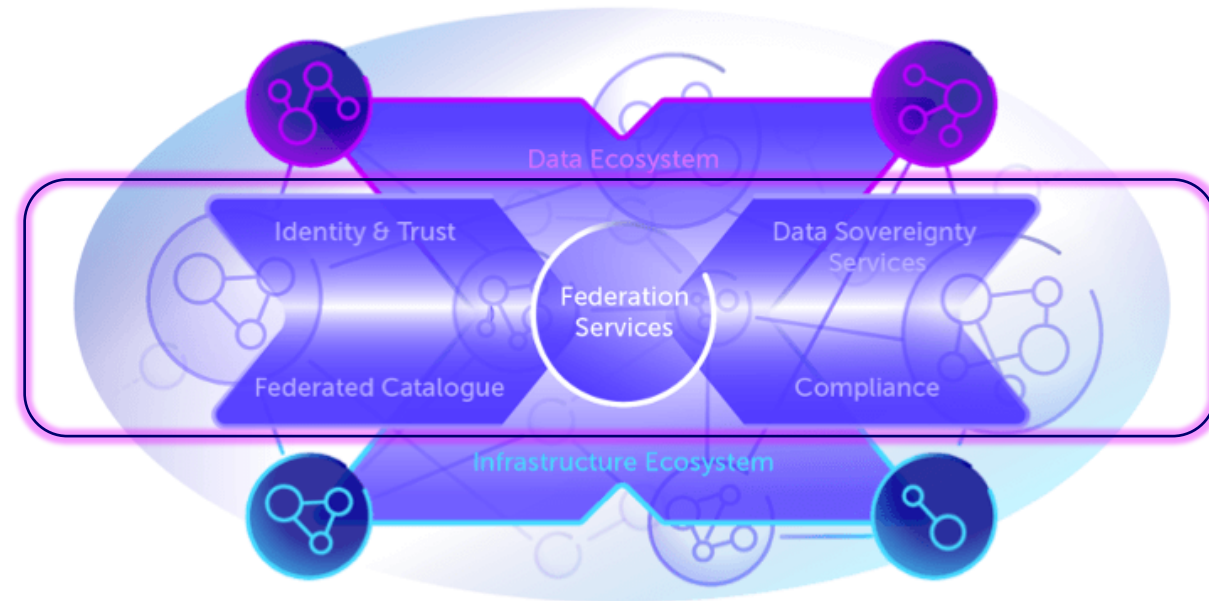 Data Ecosystem
Identity & Trust
Data Sovereignty
Services
Federation
Services
Federated Catalogue
Compliance
Infrastructure Ecosystem